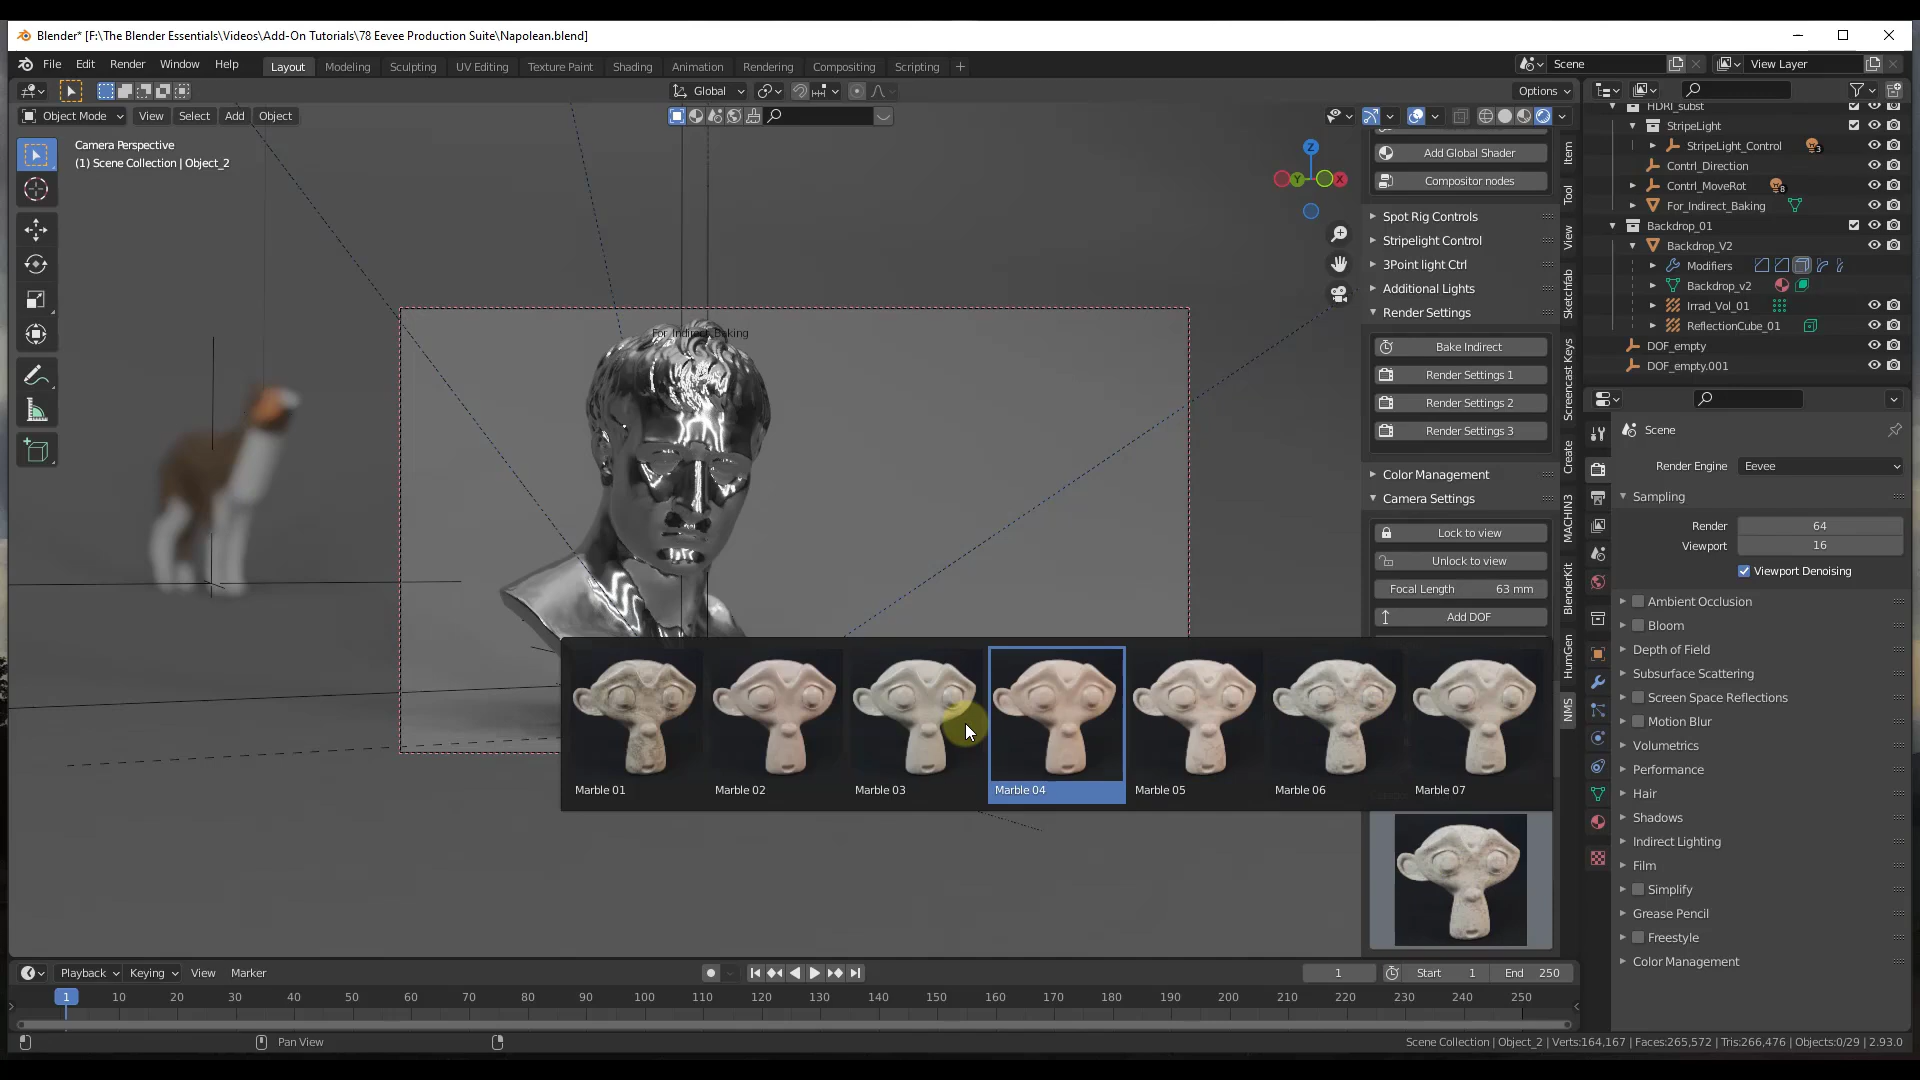 Blender* [F:\The Blender Essentials\Videos\Add-On Tutorials\78 Eevee Production Suite\Napolean.blend]
File Edit Render Window Help
Layout Modeling Sculpting UV Editing Texture Paint Shading Animation Rendering Compositing Scripting +
Scene
View Layer
Global
Options
Object Mode View Select Add Object
Camera Perspective
(1) Scene Collection | Object_2
For_Indirect_Baking
Z
Y
X
Add Global Shader
Compositor nodes
Spot Rig Controls
Stripelight Control
3Point light Ctrl
Additional Lights
Render Settings
Bake Indirect
Render Settings 1
Render Settings 2
Render Settings 3
Color Management
Camera Settings
Lock to view
Unlock to view
Focal Length 63 mm
Add DOF
Item
Tool
View
Sketchfab
Screencast Keys
Create
MACHIN3
BlenderKit
HumGen
NMS
HDRI_subst
StripeLight
StripeLight_Control 3
Contrl_Direction
Contrl_MoveRot 8
For_Indirect_Baking
Backdrop_01
Backdrop_V2
Modifiers
Backdrop_v2
Irrad_Vol_01
ReflectionCube_01
DOF_empty
DOF_empty.001
Scene
Render Engine Eevee
Sampling
Render 64
Viewport 16
Viewport Denoising
Ambient Occlusion
Bloom
Depth of Field
Subsurface Scattering
Screen Space Reflections
Motion Blur
Volumetrics
Performance
Hair
Shadows
Indirect Lighting
Film
Simplify
Grease Pencil
Freestyle
Color Management
Marble 01 Marble 02 Marble 03 Marble 04 Marble 05 Marble 06 Marble 07
Playback Keying View Marker
1 Start 1 End 250
1 10 20 30 40 50 60 70 80 90 100 110 120 130 140 150 160 170 180 190 200 210 220 230 240 250
Pan View
Scene Collection | Object_2 | Verts:164,167 | Faces:265,572 | Tris:266,476 | Objects:0/29 | 2.93.0